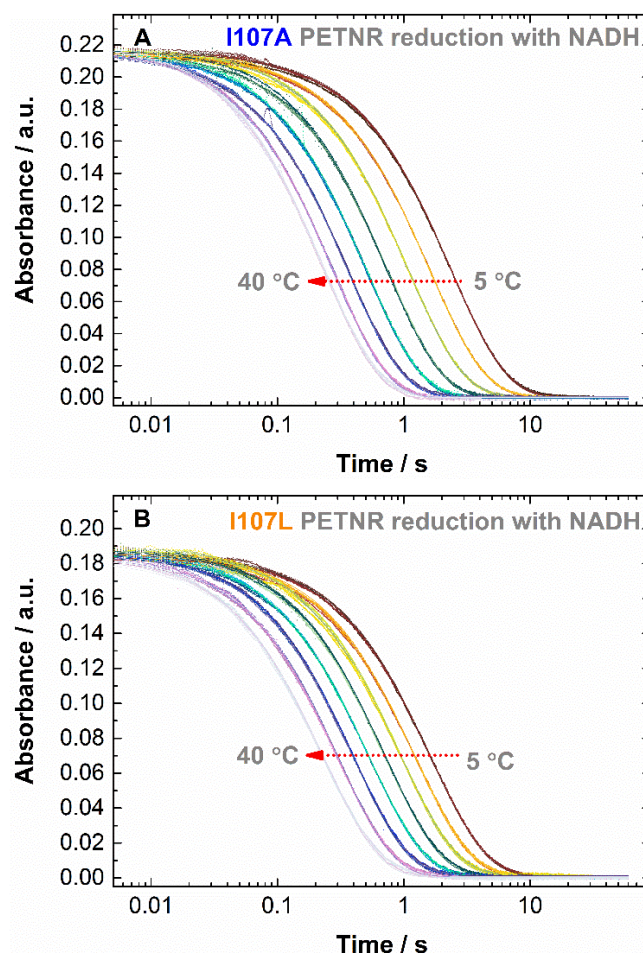 A I107A PETNR reduction with NADH.
0.22
0.20
0.18
0.16
0.14
0.12
0.10
0.08
0.06
0.04
0.02
0.00
Absorbance / a.u.
40 °C 5 °C
0.01 0.1 1 10
Time / s
B I107L PETNR reduction with NADH.
0.20
0.18
0.16
0.14
0.12
0.10
0.08
0.06
0.04
0.02
0.00
Absorbance / a.u.
40 °C 5 °C
0.01 0.1 1 10
Time / s